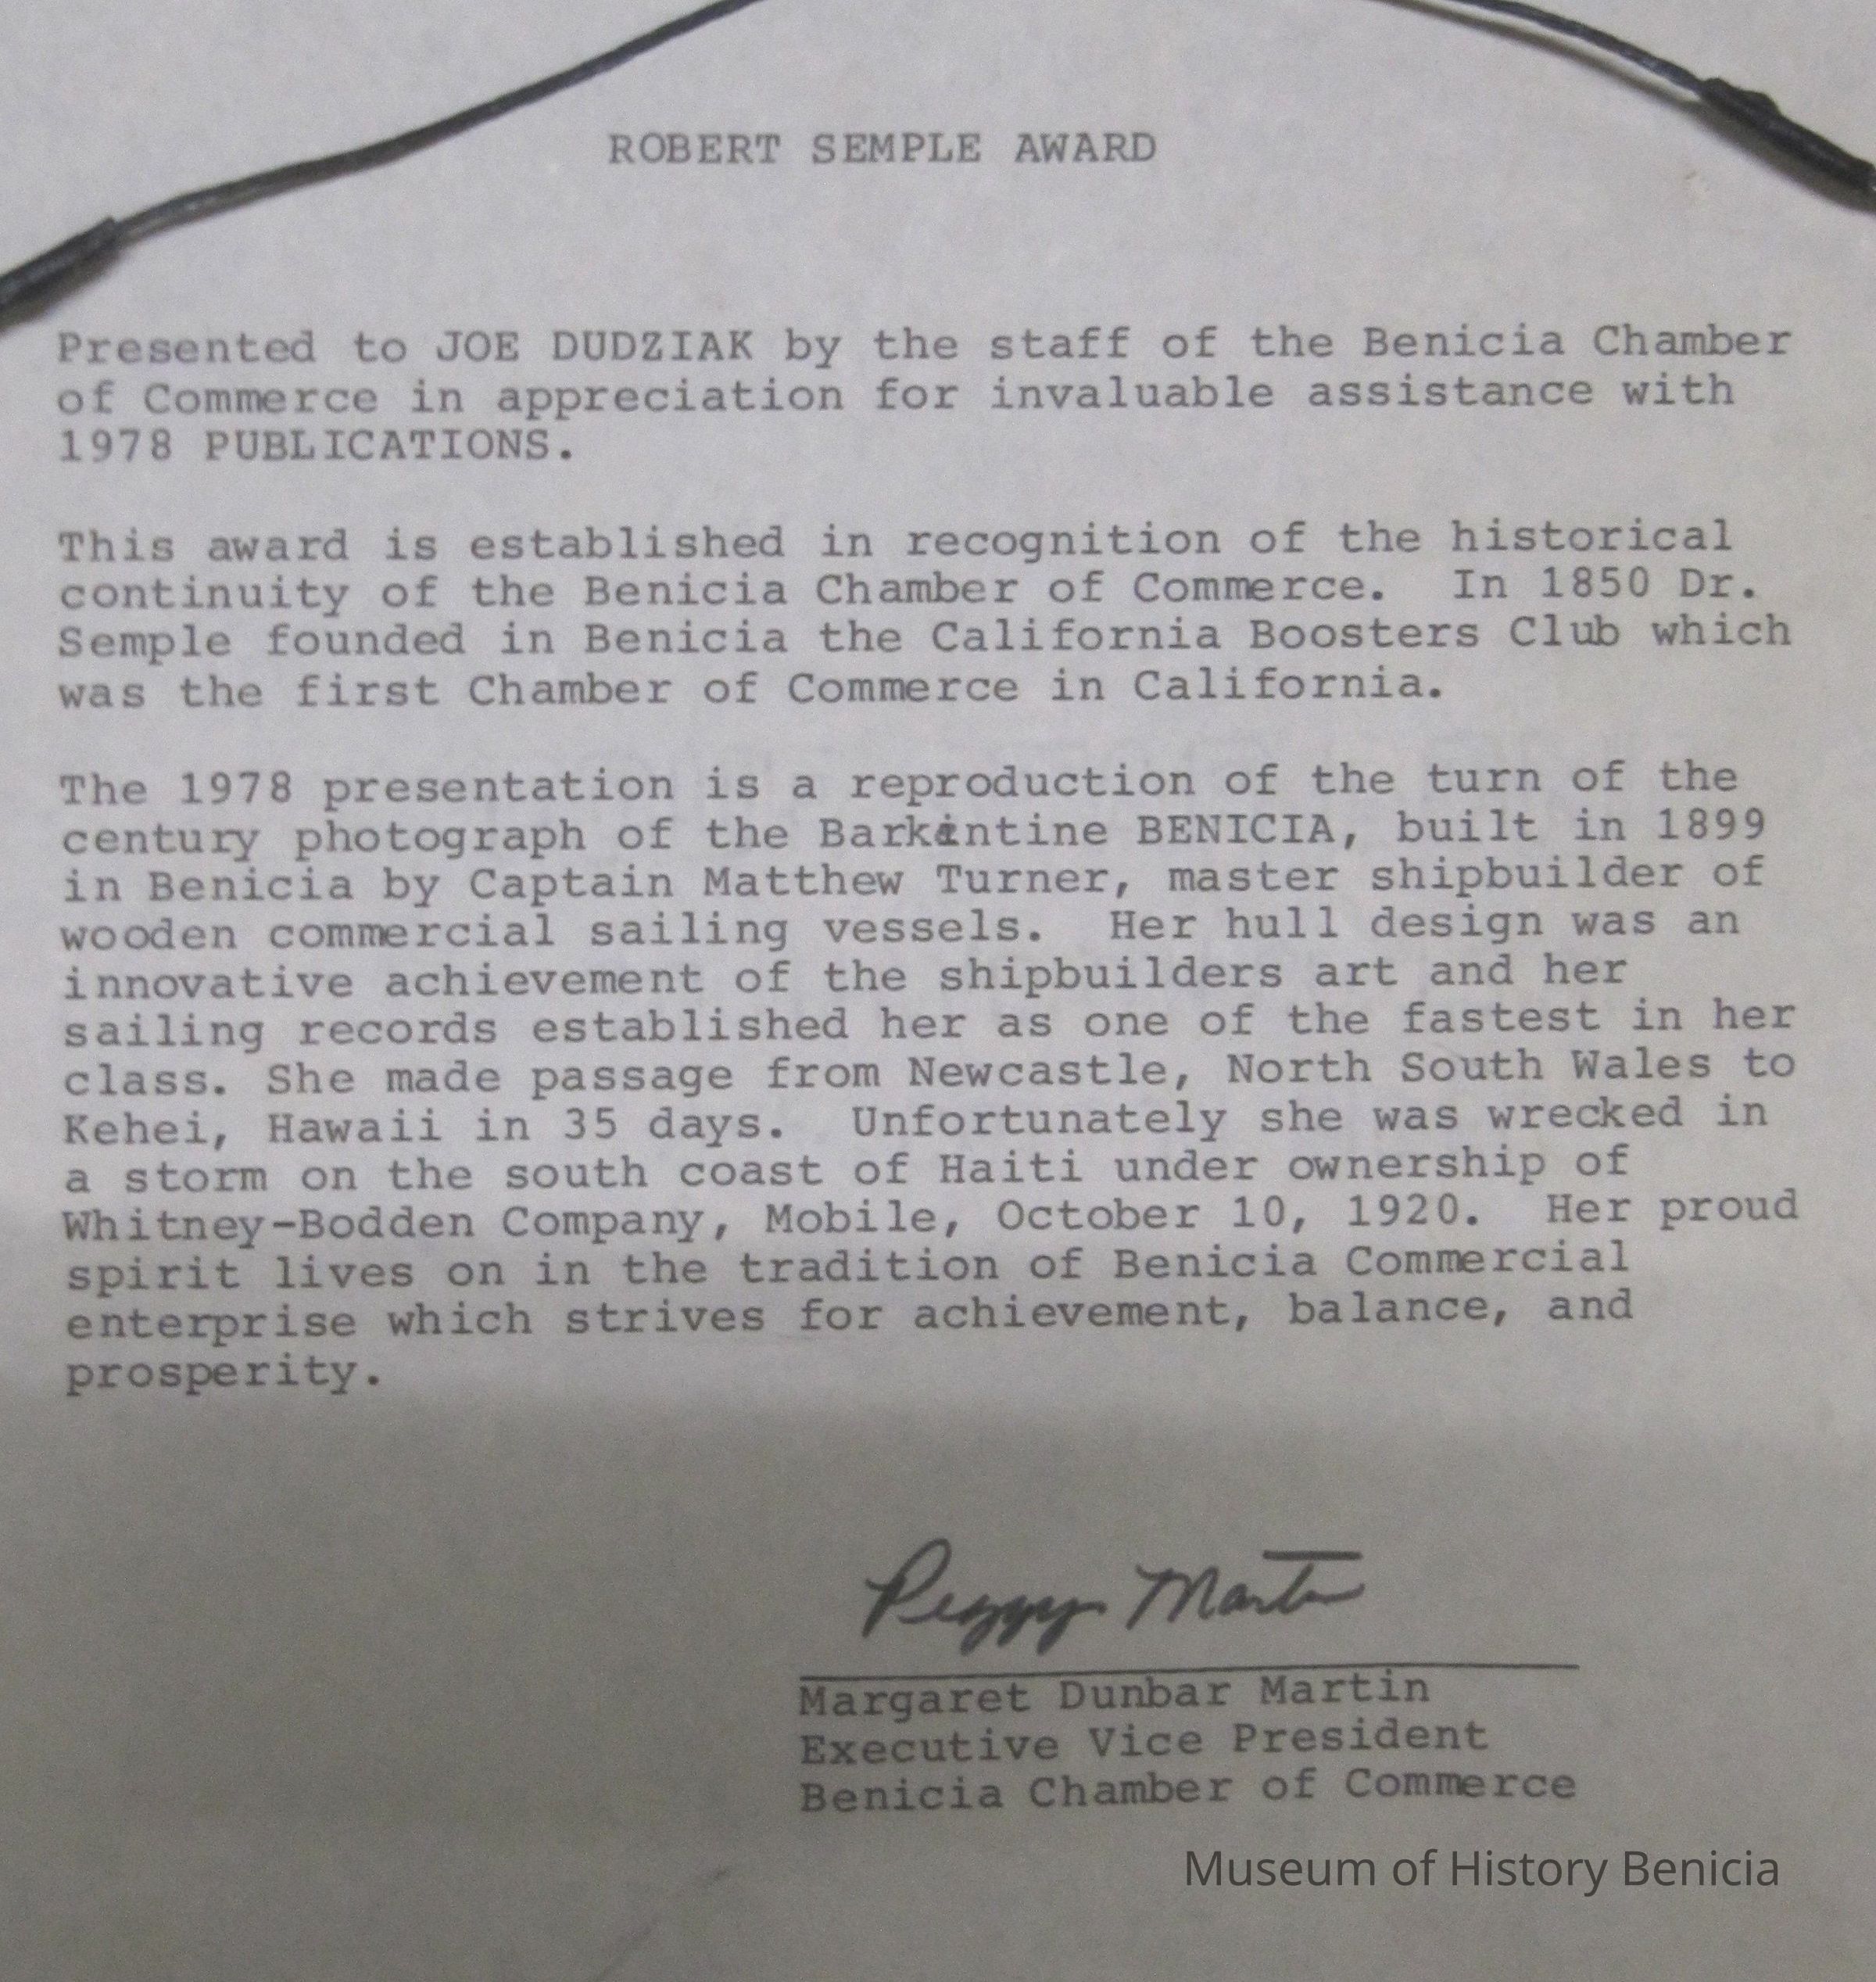 ROBERT SEMPLE AWARD
Presented to JOE DUDZIAK by the staff of the Benicia Chamber
of Commerce in appreciation for invaluable assistance with
1978 PUBLICATIONS.
This award is established in recognition of the historical
continuity of the Benicia Chamber of Commerce. In 1850 Dr.
Semple founded in Benicia the California Boosters Club which
was the first Chamber of Commerce in California.
The 1978 presentation is a reproduction of the turn of the
century photograph of the Barkintine BENICIA, built in 1899
in Benicia by Captain Matthew Turner, master shipbuilder of
wooden commercial sailing vessels. Her hull design was an
innovative achievement of the shipbuilders art and her
sailing records established her as one of the fastest in her
class. She made passage from Newcastle, North South Wales to
Kehei, Hawaii in 35 days. Unfortunately she was wrecked in
a storm on the south coast of Haiti under ownership of
Whitney-Bodden Company, Mobile, October 10, 1920. Her proud
spirit lives on in the tradition of Benicia Commercial
enterprise which strives for achievement, balance, and
prosperity.
Peggy Martin
Margaret Dunbar Martin
Executive Vice President
Benicia Chamber of Commerce
Museum of History Benicia